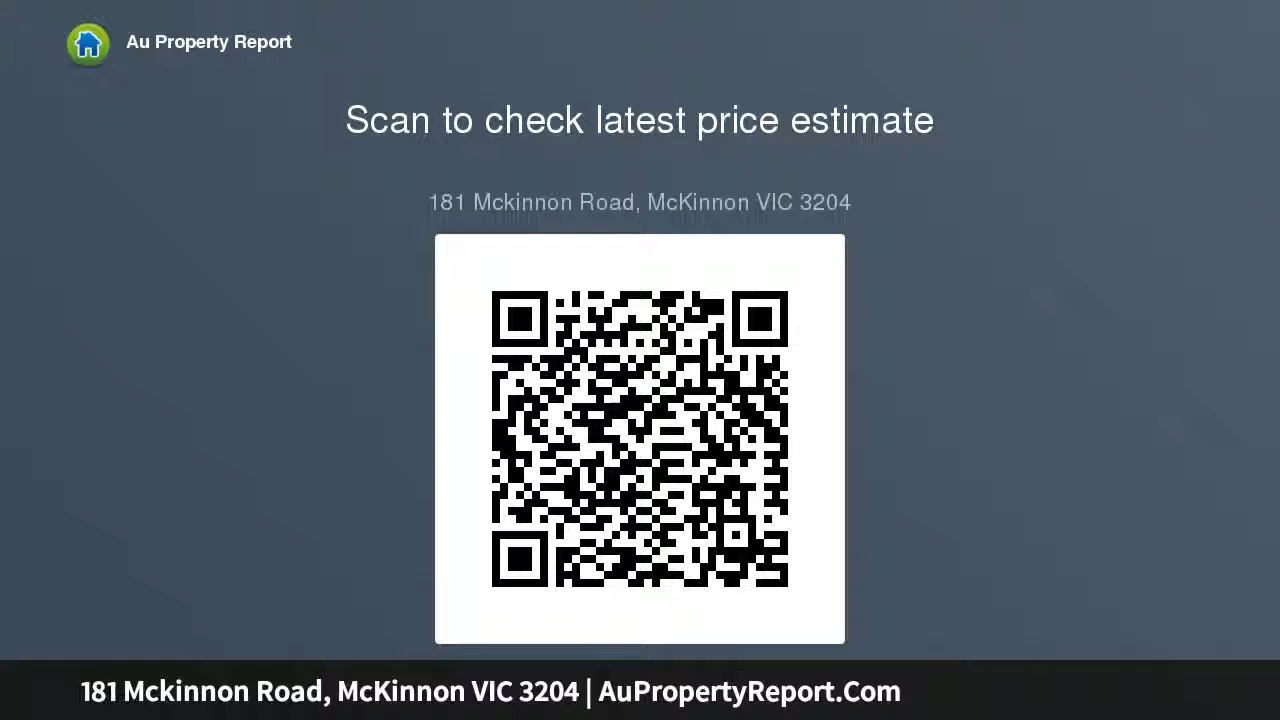 Au Property Report
Scan to check latest price estimate
181 Mckinnon Road, McKinnon VIC 3204
181 Mckinnon Road, McKinnon VIC 3204 | AuPropertyReport.Com